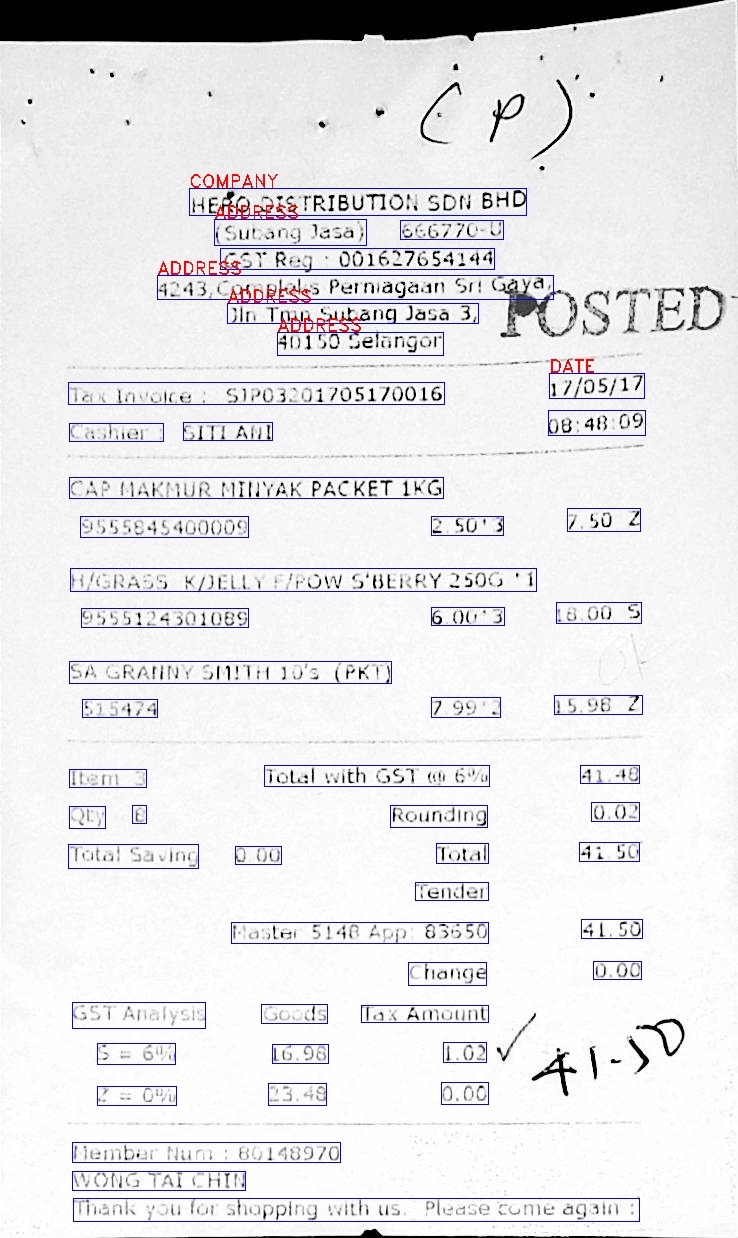 ( P )
COMPANY
HERO DISTRIBUTION SDN BHD
ADDRESS
(Subang Jasa) 666770-U
GST Reg : 001627654144
ADDRESS
4243,Compleks Perniagaan Sri Gaya,
ADDRESS
Jln Tmn Subang Jasa 3,
POSTED
ADDRESS
40150 Selangor
DATE
Tax Invoice : SJP03201705170016 17/05/17
Cashier : SITI ANI 08:48:09
CAP MAKMUR MINYAK PACKET 1KG
9555845400009 2.50*3 7.50 Z
H/GRASS K/JELLY F/POW S'BERRY 250G *1
9555124301089 6.00*3 18.00 S
SA GRANNY SMITH 10's (PKT)
515474 7.99*2 15.98 Z
Item 3 Total with GST @ 6% 41.48
Qty 8 Rounding 0.02
Total Saving 0.00 Total 41.50
Tender
Master 5148 App: 83650 41.50
Change 0.00
GST Analysis Goods Tax Amount
S = 6% 16.98 1.02
41-50
Z = 0% 23.48 0.00
Member Num : 80148970
WONG TAI CHIN
Thank you for shopping with us. Please come again :